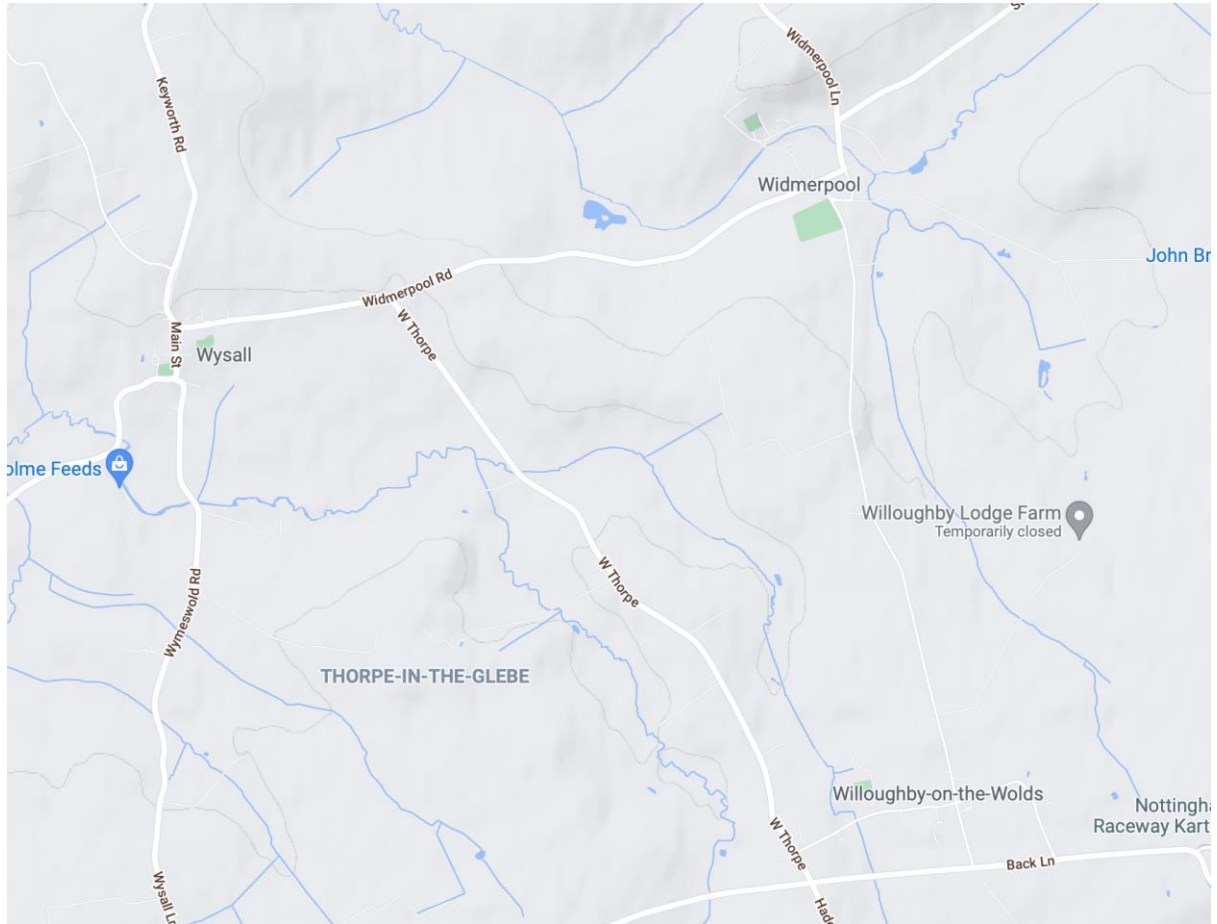 Widmerpool Ln
Keyworth Rd
Widmerpool
John Br
Widmerpool Rd
W Thorpe
Main St
Wysall
olme Feeds
Willoughby Lodge Farm
Temporarily closed
W Thorpe
Wymeswold Rd
THORPE-IN-THE-GLEBE
Willoughby-on-the-Wolds
Nottingha
Raceway Kart
W Thorpe
Back Ln
Wysall Ln
Hade